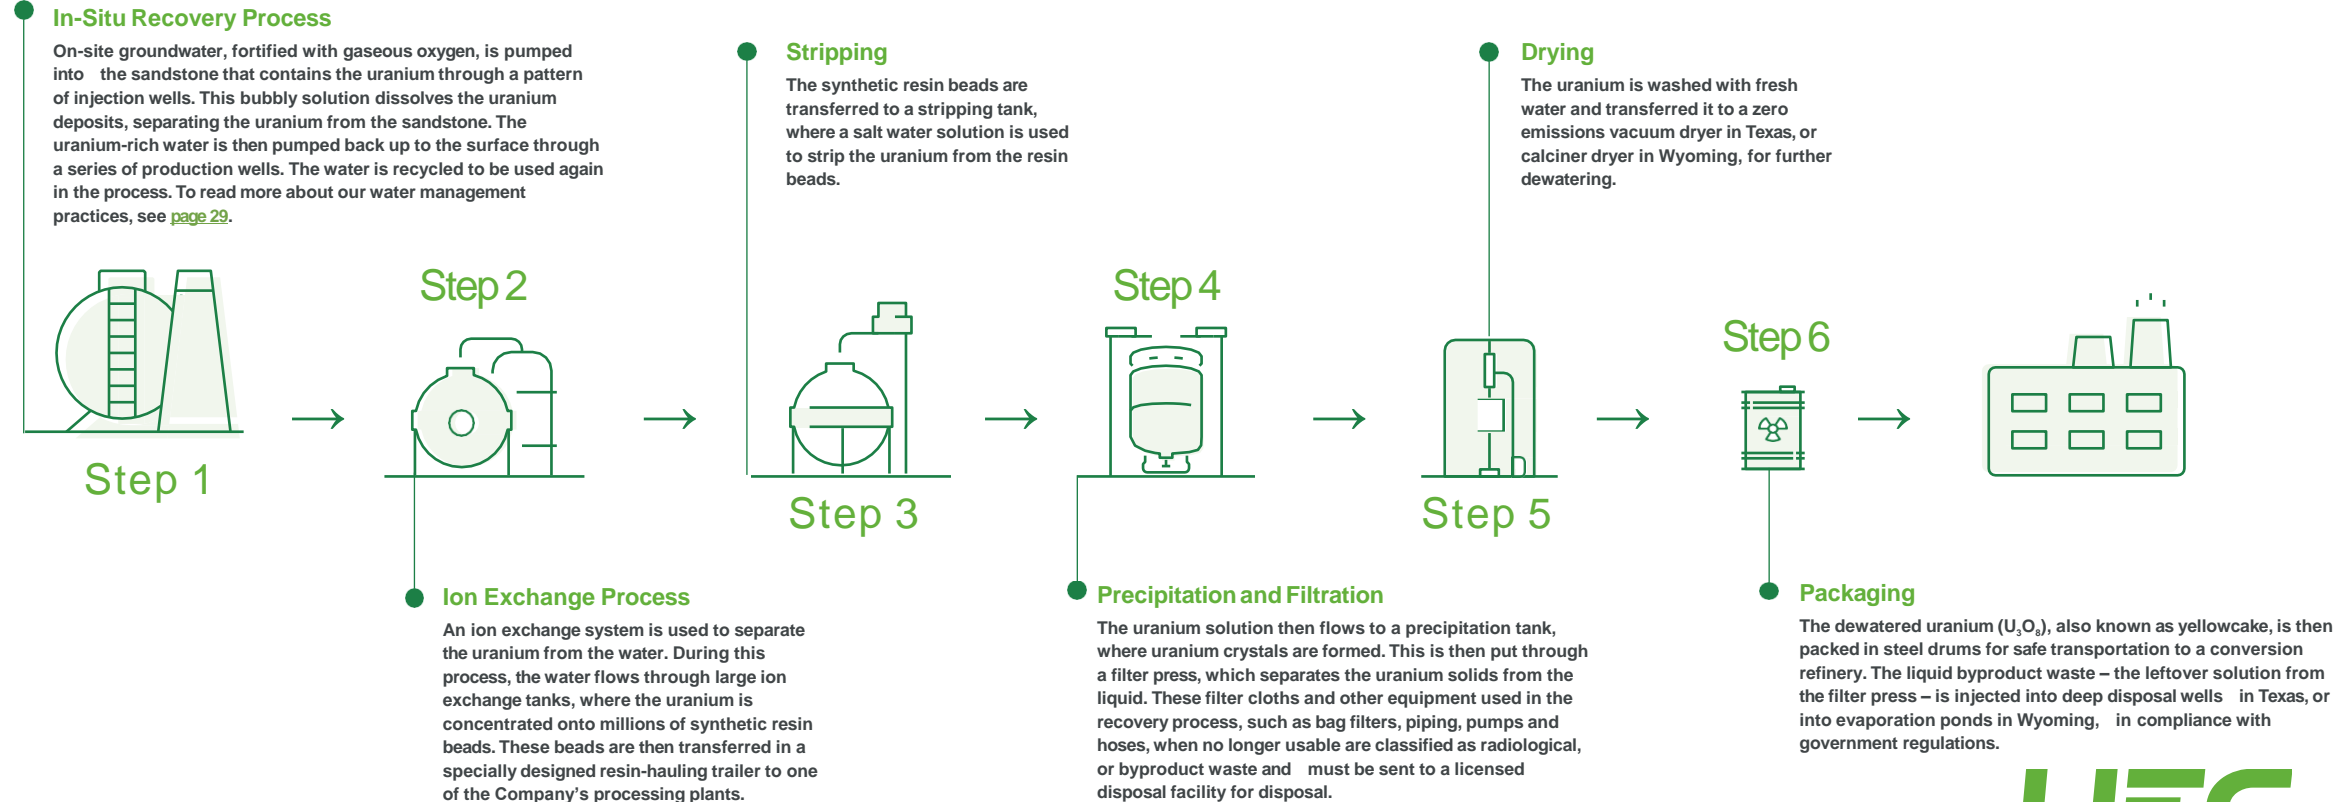 In-Situ Recovery Process
On-site groundwater, fortified with gaseous oxygen, is pumped
into the sandstone that contains the uranium through a pattern
of injection wells. This bubbly solution dissolves the uranium
deposits, separating the uranium from the sandstone. The
uranium-rich water is then pumped back up to the surface through
a series of production wells. The water is recycled to be used again
in the process. To read more about our water management
practices, see page 29.
Step 1
Step 2
Ion Exchange Process
An ion exchange system is used to separate
the uranium from the water. During this
process, the water flows through large ion
exchange tanks, where the uranium is
concentrated onto millions of synthetic resin
beads. These beads are then transferred in a
specially designed resin-hauling trailer to one
of the Company's processing plants.
Stripping
The synthetic resin beads are
transferred to a stripping tank,
where a salt water solution is used
to strip the uranium from the resin
beads.
Step 3
Step 4
Precipitation and Filtration
The uranium solution then flows to a precipitation tank,
where uranium crystals are formed. This is then put through
a filter press, which separates the uranium solids from the
liquid. These filter cloths and other equipment used in the
recovery process, such as bag filters, piping, pumps and
hoses, when no longer usable are classified as radiological,
or byproduct waste and must be sent to a licensed
disposal facility for disposal.
Drying
The uranium is washed with fresh
water and transferred it to a zero
emissions vacuum dryer in Texas, or
calciner dryer in Wyoming, for further
dewatering.
Step 5
Step 6
Packaging
The dewatered uranium (U₃O₈), also known as yellowcake, is then
packed in steel drums for safe transportation to a conversion
refinery. The liquid byproduct waste – the leftover solution from
the filter press – is injected into deep disposal wells in Texas, or
into evaporation ponds in Wyoming, in compliance with
government regulations.